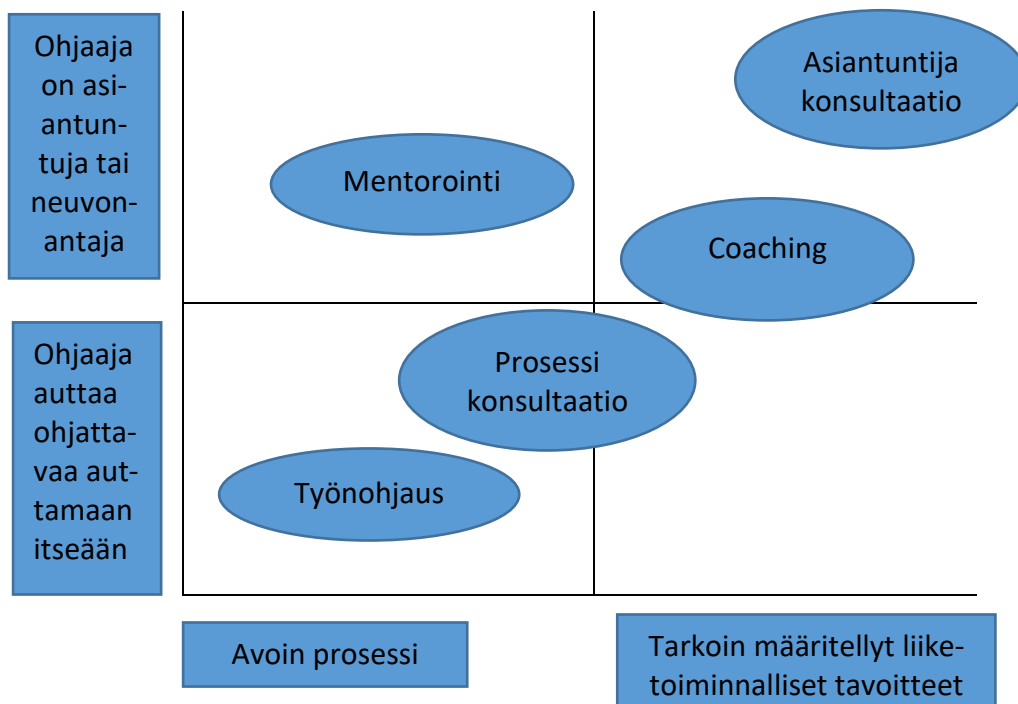 Ohjaaja
on asi-
antun-
tuja tai
neuvon-
antaja
Asiantuntija
konsultaatio
Mentorointi
Coaching
Ohjaaja
auttaa
ohjatta-
vaa aut-
tamaan
itseään
Prosessi
konsultaatio
Työnohjaus
Avoin prosessi
Tarkoin määritellyt liike-
toiminnalliset tavoitteet